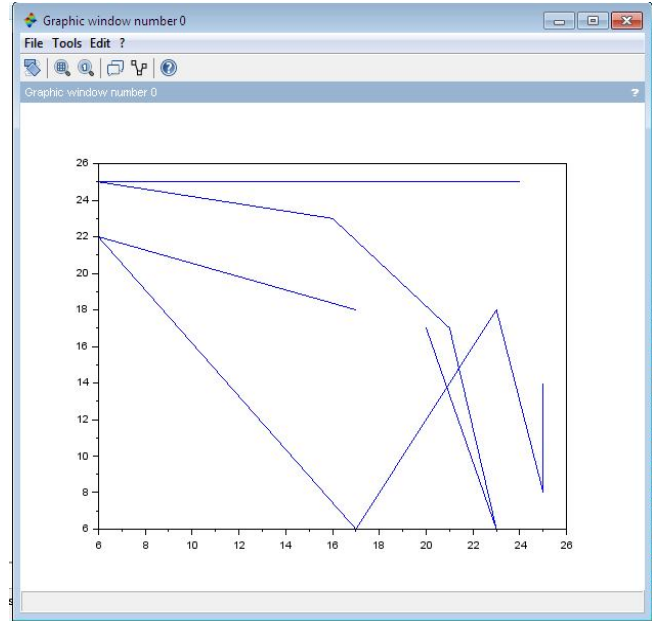 Graphic window number 0
File Tools Edit ?
Graphic window number 0 ?
26
24
22
20
18
16
14
12
10
8
6
6 8 10 12 14 16 18 20 22 24 26
s